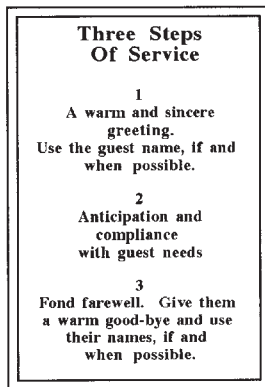 Three Steps
Of Service
1
A warm and sincere
greeting.
Use the guest name, if and
when possible.
2
Anticipation and
compliance
with guest needs
3
Fond farewell. Give them
a warm good-bye and use
their names, if and
when possible.